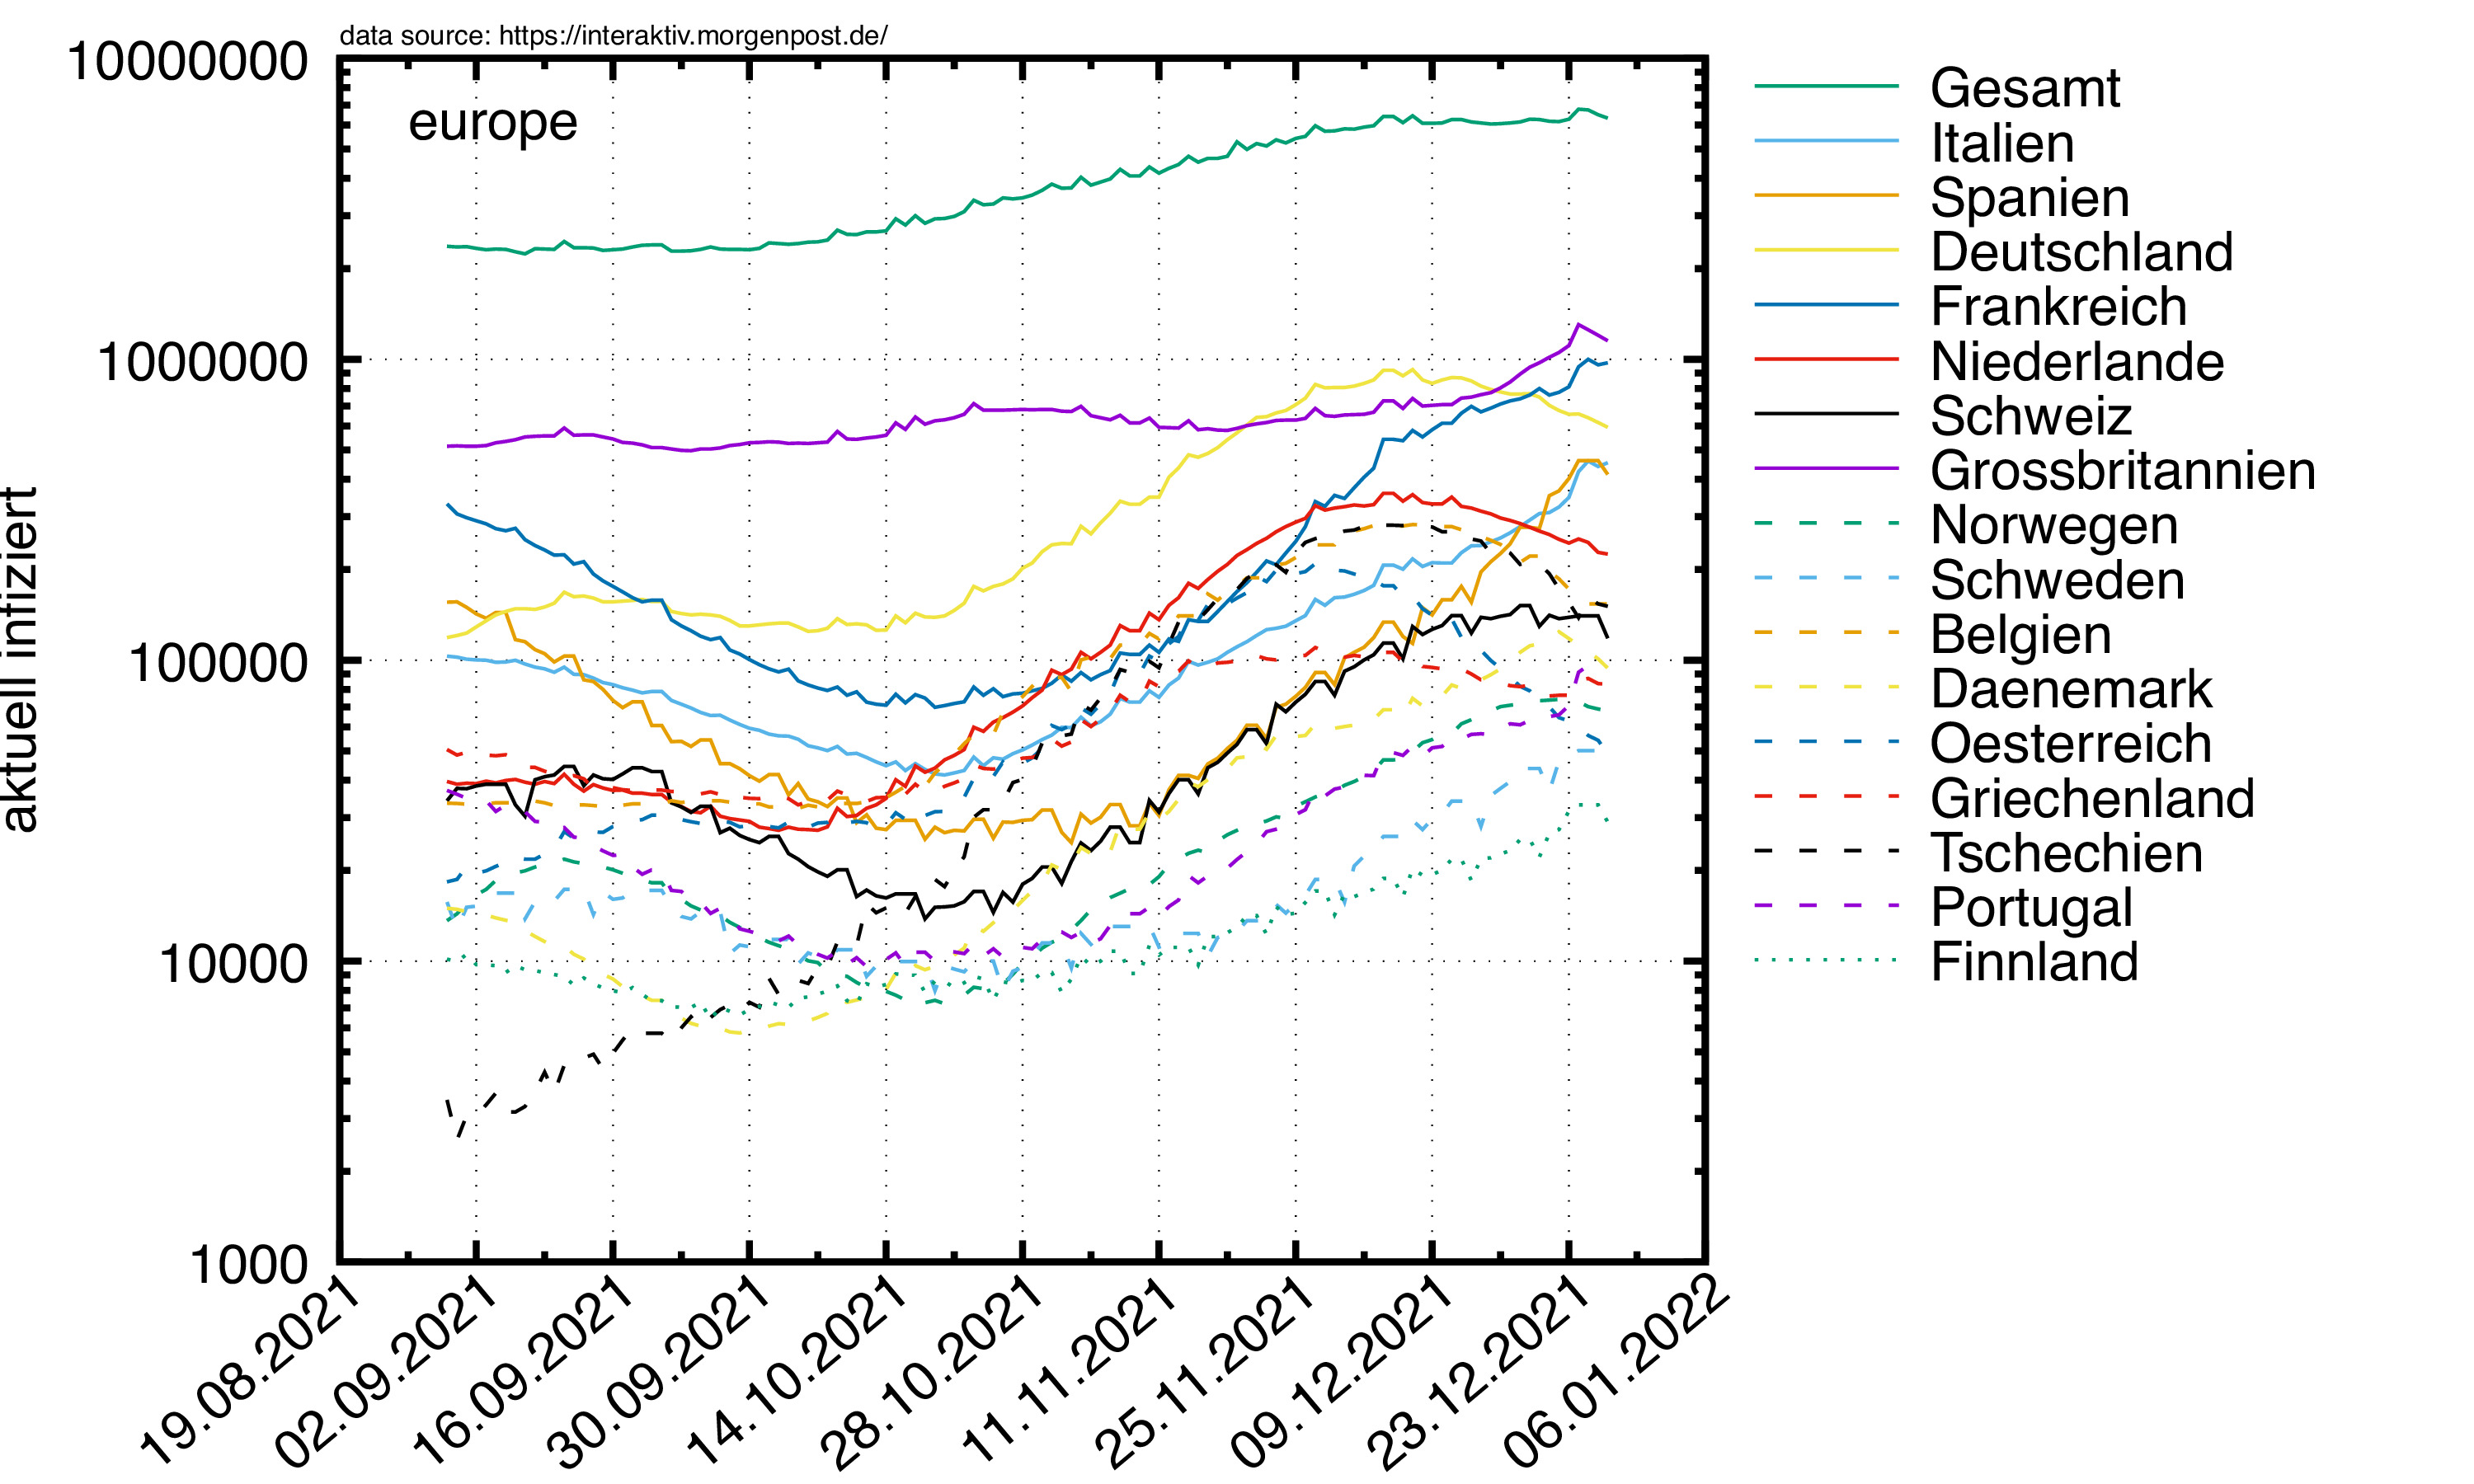 data source: https://interaktiv.morgenpost.de/
10000000
1000000
100000
10000
1000
aktuell infiziert
europe
19.08.2021
02.09.2021
16.09.2021
30.09.2021
14.10.2021
28.10.2021
11.11.2021
25.11.2021
09.12.2021
23.12.2021
06.01.2022
Gesamt
Italien
Spanien
Deutschland
Frankreich
Niederlande
Schweiz
Grossbritannien
Norwegen
Schweden
Belgien
Daenemark
Oesterreich
Griechenland
Tschechien
Portugal
Finnland